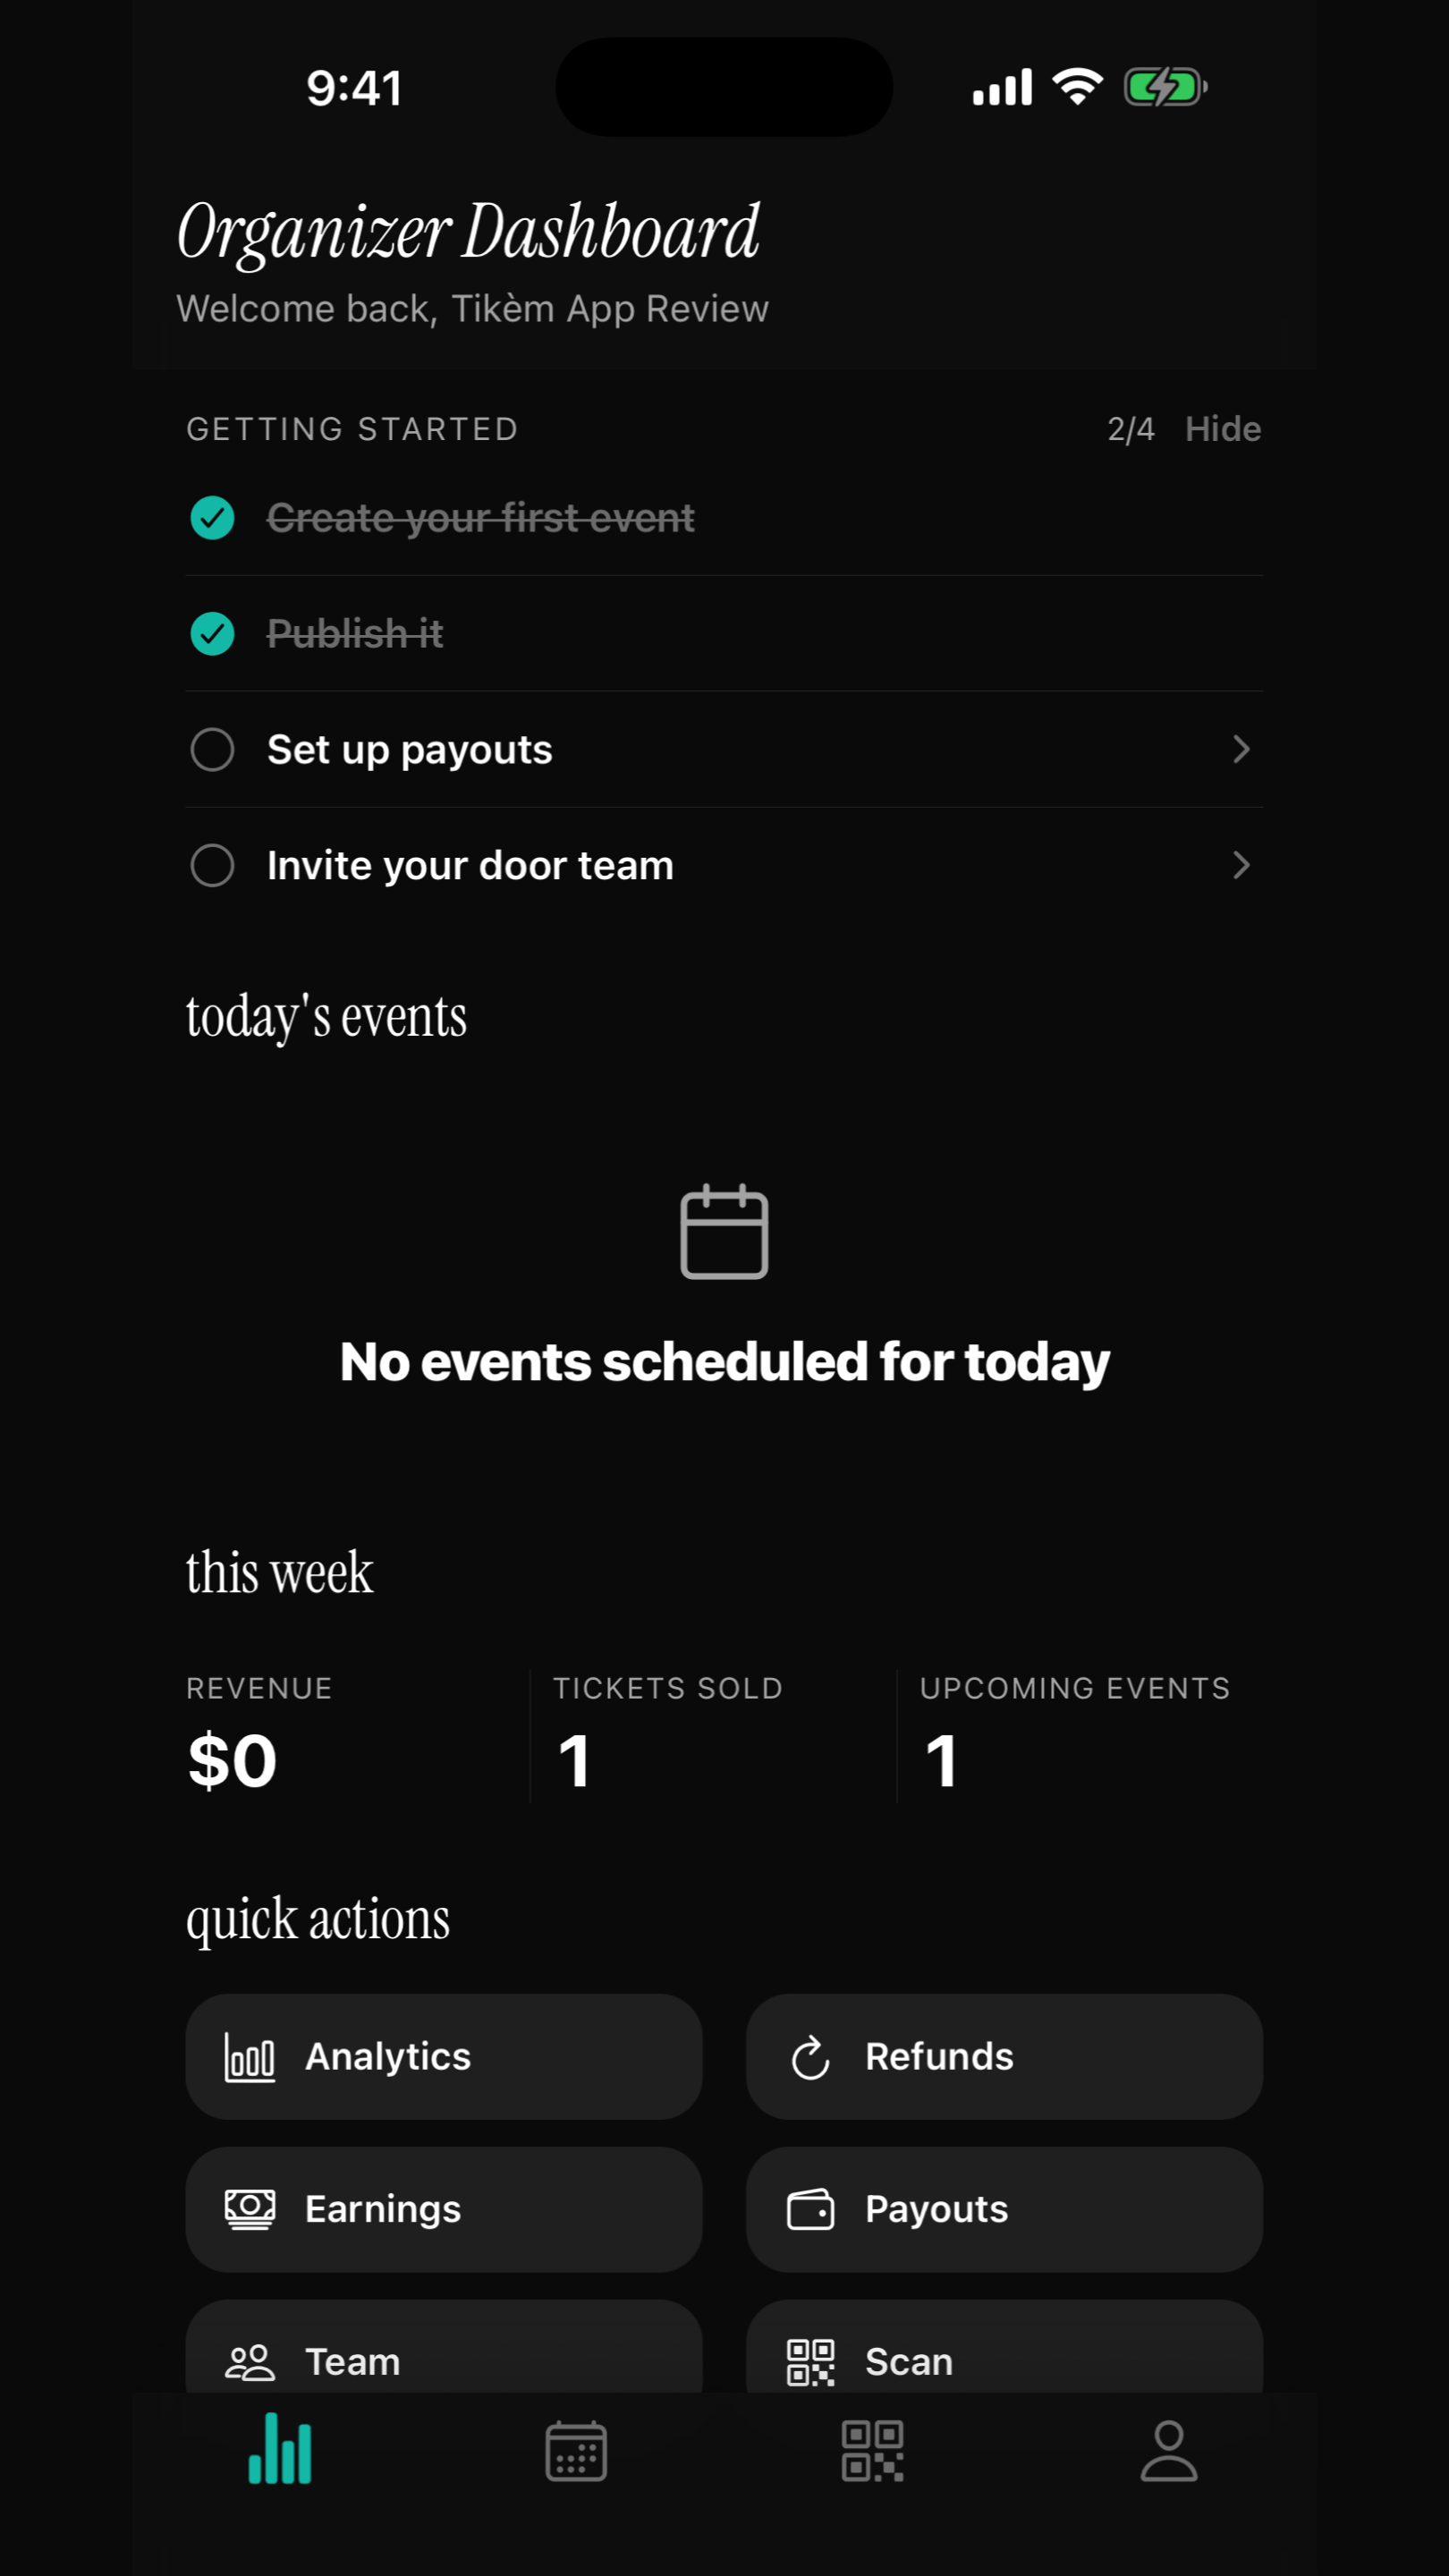 9:41
Organizer Dashboard
Welcome back, Tikèm App Review
GETTING STARTED 2/4 Hide
Create your first event
Publish it
Set up payouts
Invite your door team
today's events
No events scheduled for today
this week
REVENUE TICKETS SOLD UPCOMING EVENTS
$0 1 1
quick actions
Analytics Refunds
Earnings Payouts
Team Scan